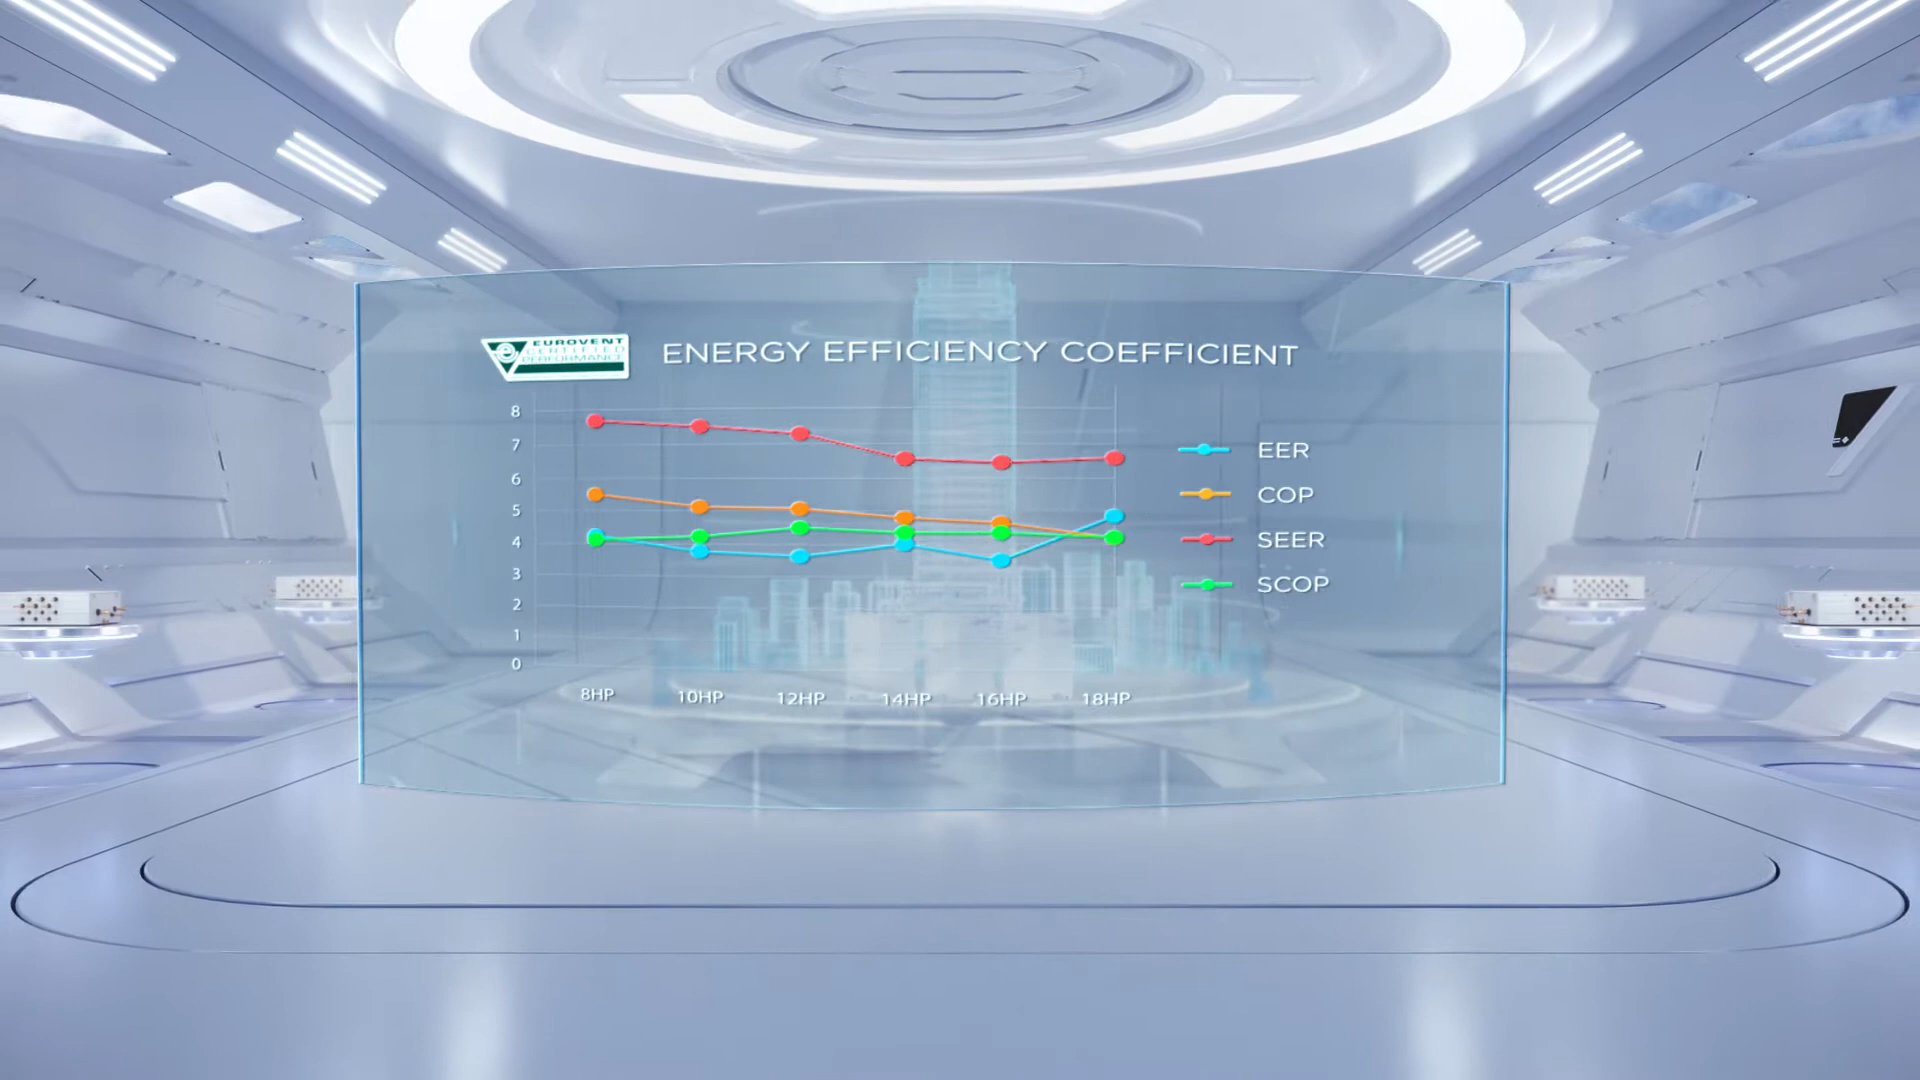 EUROVENT
CERTIFIED
PERFORMANCE
ENERGY EFFICIENCY COEFFICIENT
8
7
6
5
4
3
2
1
0
8HP
10HP
12HP
14HP
16HP
18HP
EER
COP
SEER
SCOP